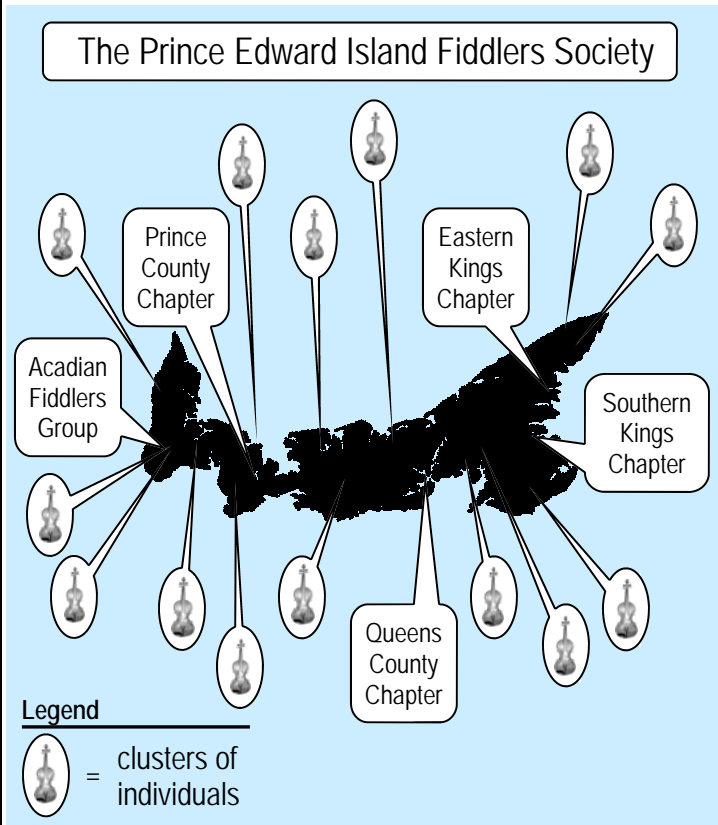 The Prince Edward Island Fiddlers Society
Prince
County
Chapter
Eastern
Kings
Chapter
Acadian
Fiddlers
Group
Southern
Kings
Chapter
Queens
County
Chapter
Legend
= clusters of
individuals